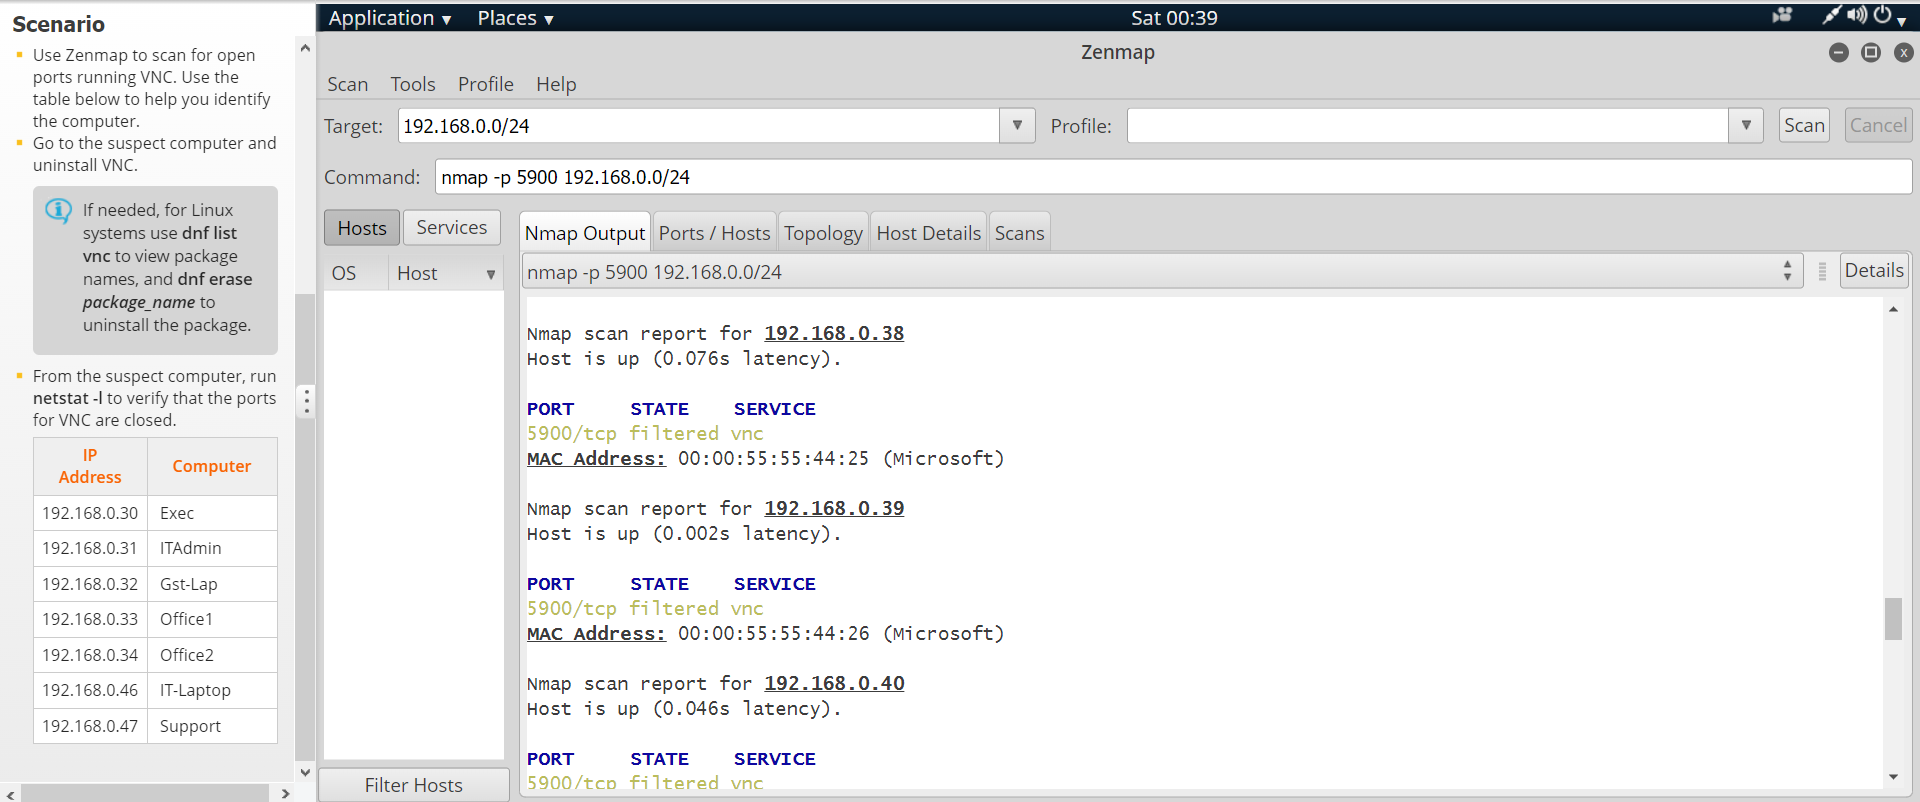 Scenario
Use Zenmap to scan for open
ports running VNC. Use the
table below to help you identify
the computer.
Go to the suspect computer and
uninstall VNC.
If needed, for Linux
systems use dnf list
vnc to view package
names, and dnf erase
package_name to
uninstall the package.
From the suspect computer, run
netstat -l to verify that the ports
for VNC are closed.
IP Address Computer
192.168.0.30 Exec
192.168.0.31 ITAdmin
192.168.0.32 Gst-Lap
192.168.0.33 Office1
192.168.0.34 Office2
192.168.0.46 IT-Laptop
192.168.0.47 Support
Application Places Sat 00:39
Zenmap
Scan Tools Profile Help
Target: 192.168.0.0/24 Profile: Scan Cancel
Command: nmap -p 5900 192.168.0.0/24
Hosts Services
OS Host
Filter Hosts
Nmap Output Ports / Hosts Topology Host Details Scans
nmap -p 5900 192.168.0.0/24 Details
Nmap scan report for 192.168.0.38
Host is up (0.076s latency).
PORT STATE SERVICE
5900/tcp filtered vnc
MAC Address: 00:00:55:55:44:25 (Microsoft)
Nmap scan report for 192.168.0.39
Host is up (0.002s latency).
PORT STATE SERVICE
5900/tcp filtered vnc
MAC Address: 00:00:55:55:44:26 (Microsoft)
Nmap scan report for 192.168.0.40
Host is up (0.046s latency).
PORT STATE SERVICE
5900/tcp filtered vnc